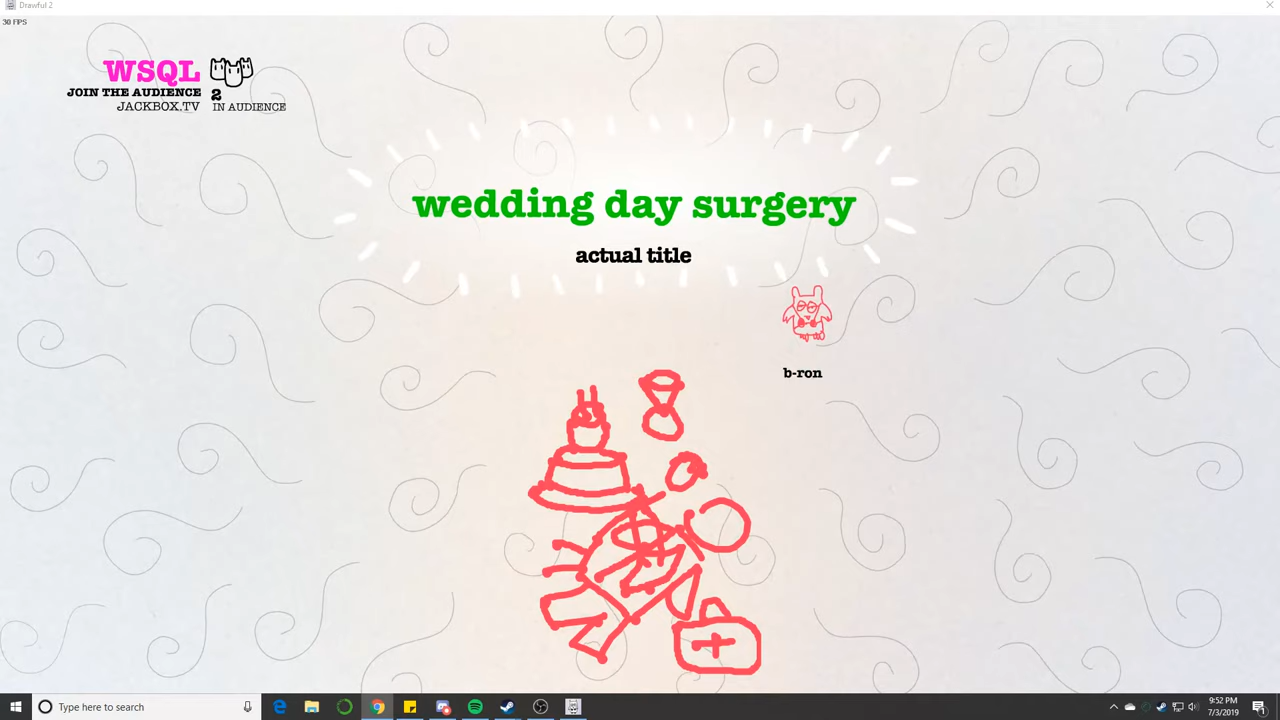 Drawful 2
30 FPS
WSQL
JOIN THE AUDIENCE
JACKBOX.TV
2
IN AUDIENCE
wedding day surgery
actual title
b-ron
Type here to search
9:52 PM
7/3/2019